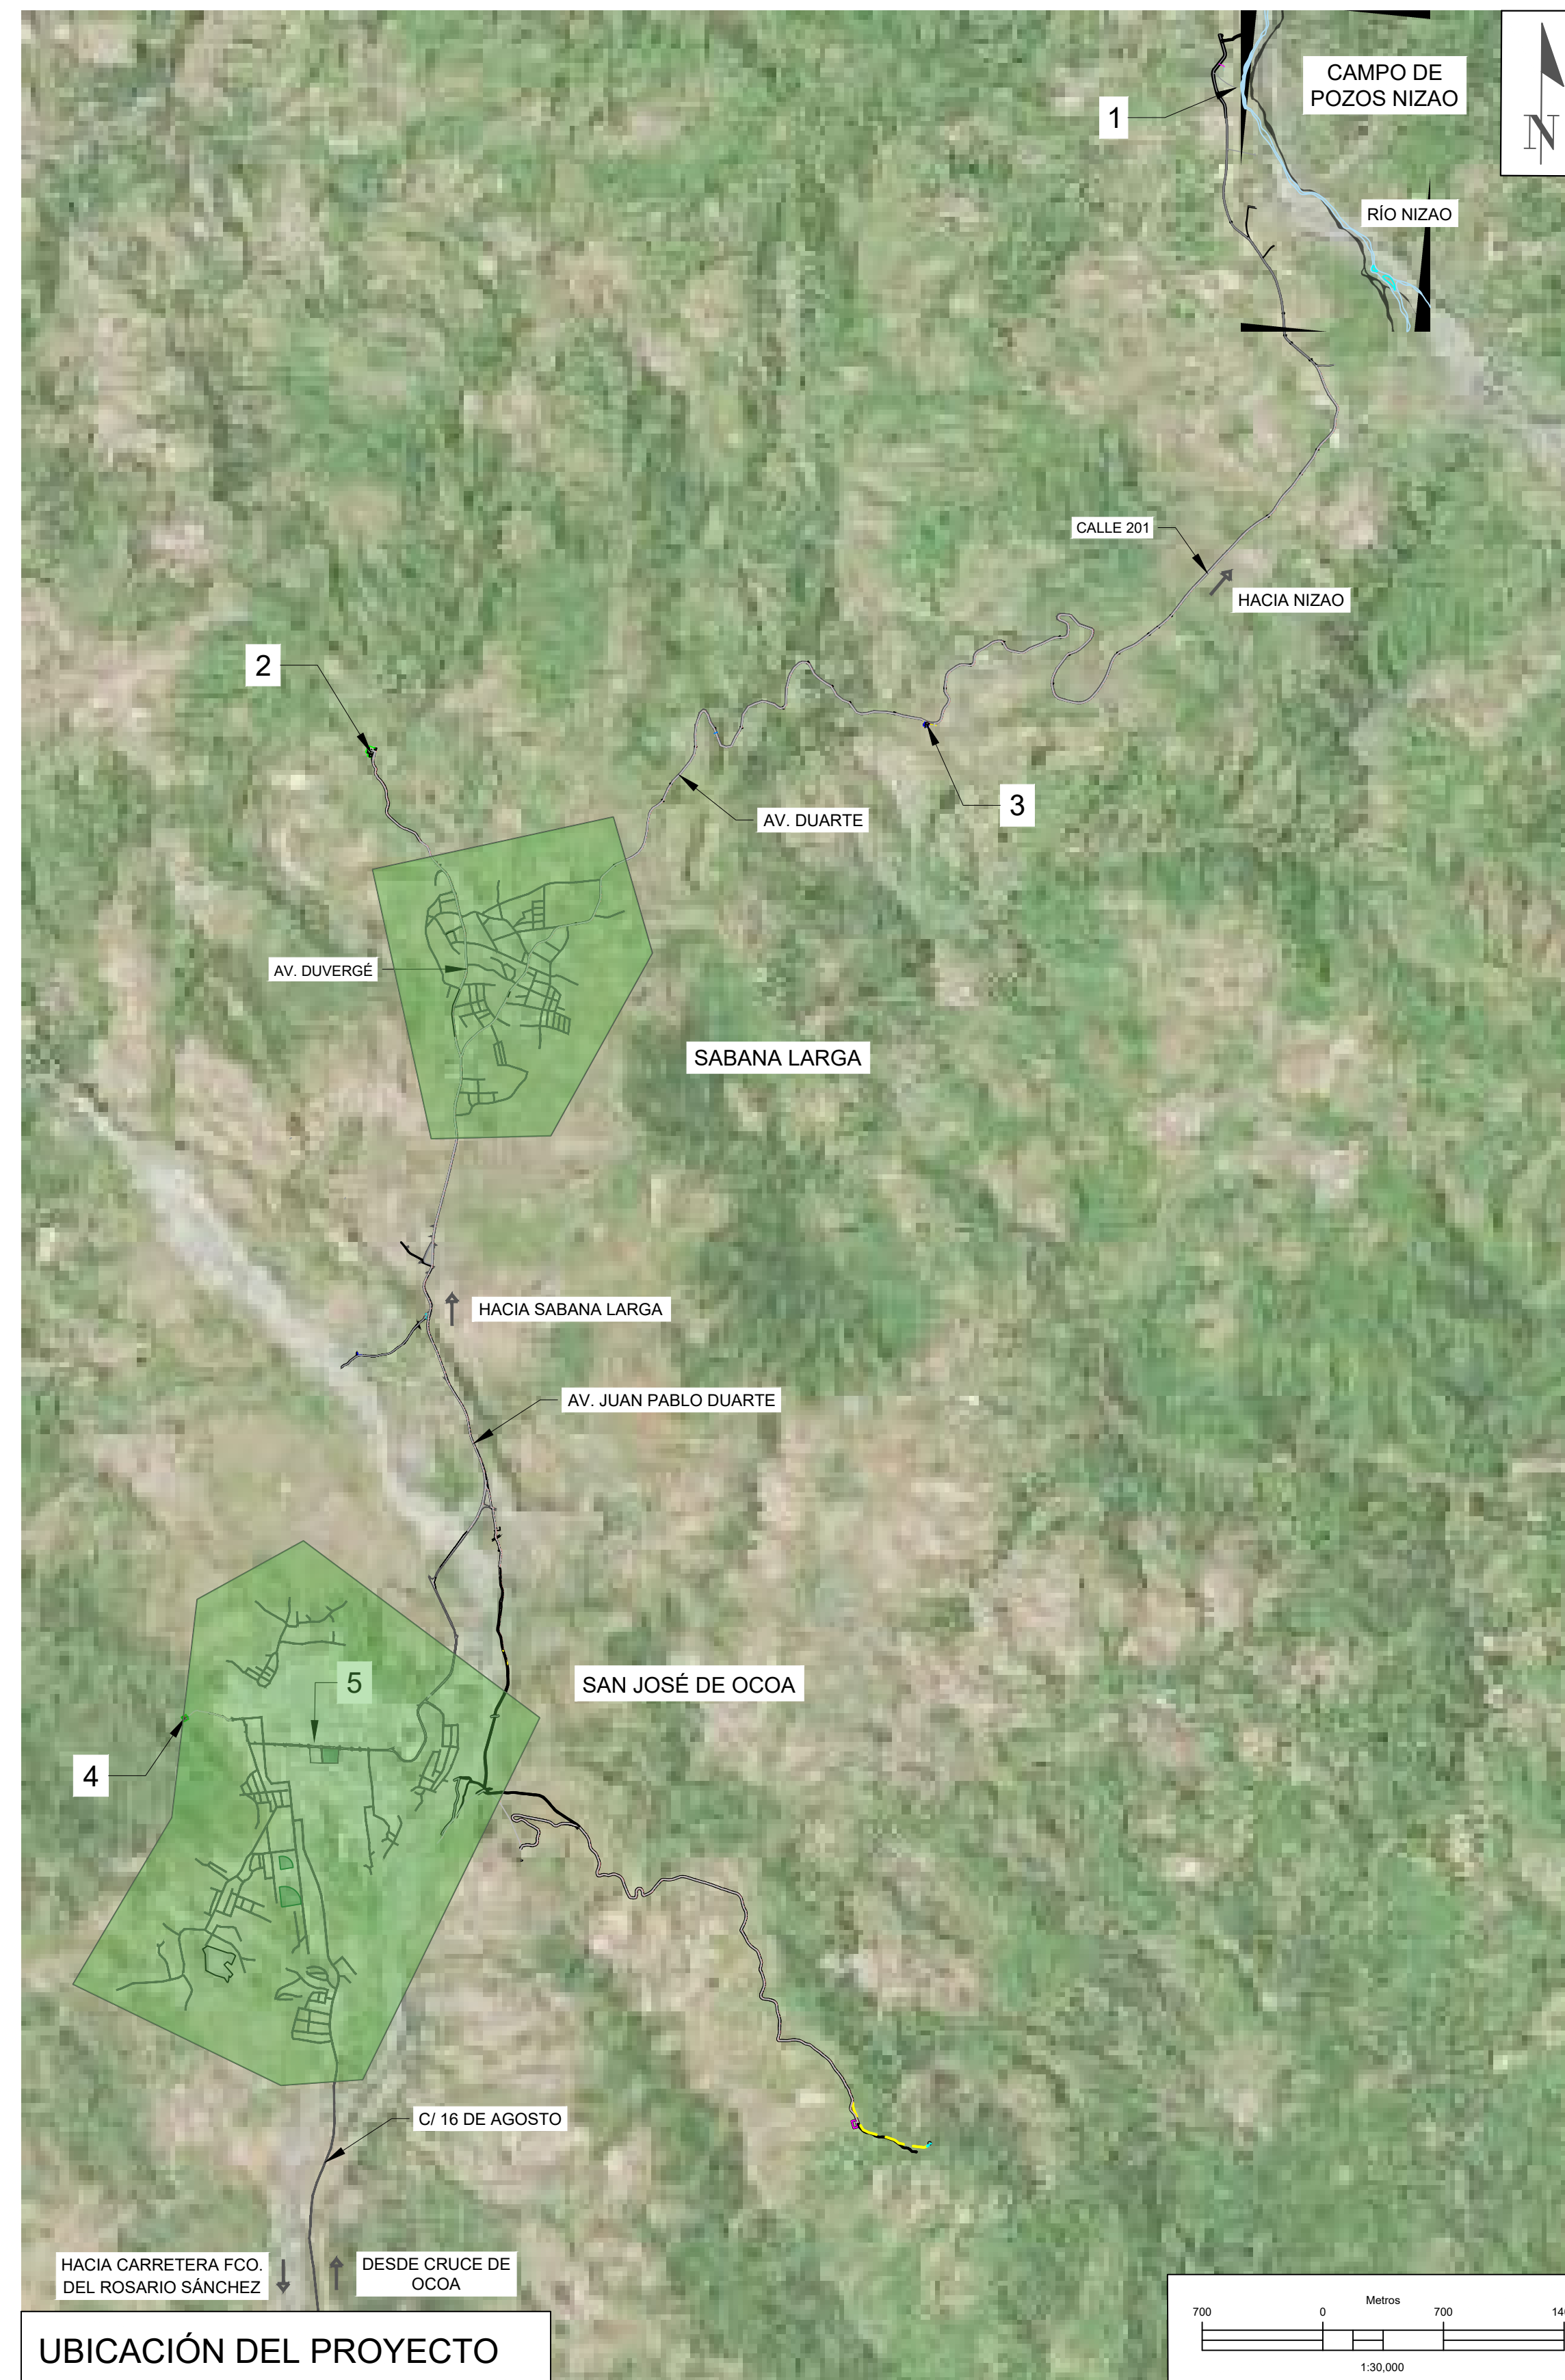 CAMPO DE
POZOS NIZAO
1
N
RÍO NIZAO
CALLE 201
HACIA NIZAO
2
3
AV. DUARTE
AV. DUVERGÉ
SABANA LARGA
HACIA SABANA LARGA
AV. JUAN PABLO DUARTE
SAN JOSÉ DE OCOA
5
4
C/ 16 DE AGOSTO
HACIA CARRETERA FCO.
DEL ROSARIO SÁNCHEZ
DESDE CRUCE DE
OCOA
UBICACIÓN DEL PROYECTO
Metros
700 0 700
1:30,000